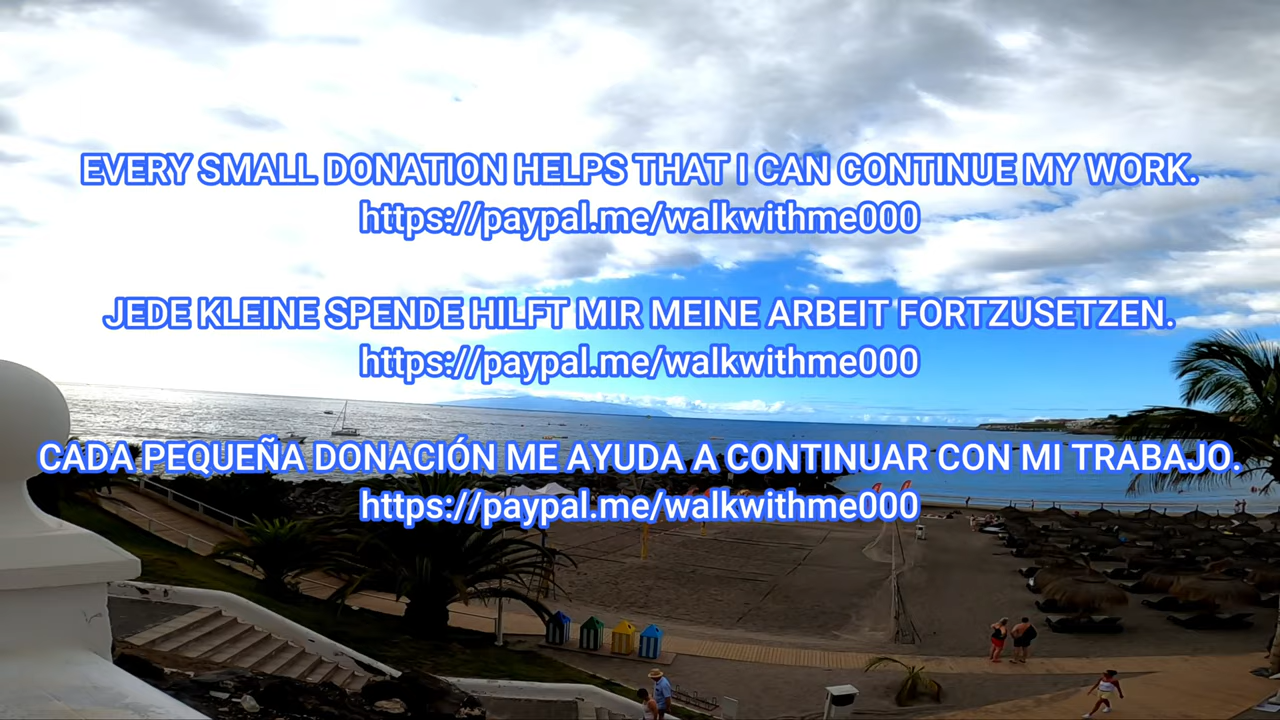 EVERY SMALL DONATION HELPS THAT I CAN CONTINUE MY WORK.
https://paypal.me/walkwithme000
JEDE KLEINE SPENDE HILFT MIR MEINE ARBEIT FORTZUSETZEN.
https://paypal.me/walkwithme000
CADA PEQUEÑA DONACIÓN ME AYUDA A CONTINUAR CON MI TRABAJO.
https://paypal.me/walkwithme000